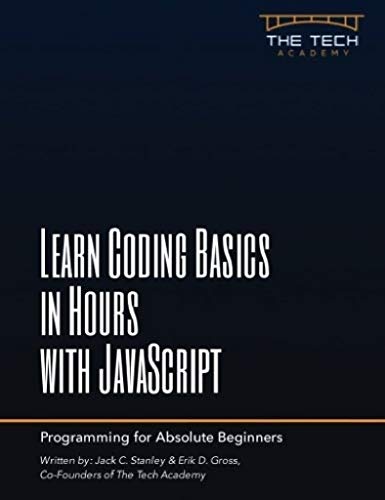 THE TECH
ACADEMY
LEARN CODING BASICS
IN HOURS
WITH JAVASCRIPT
Programming for Absolute Beginners
Written by: Jack C. Stanley & Erik D. Gross,
Co-Founders of The Tech Academy